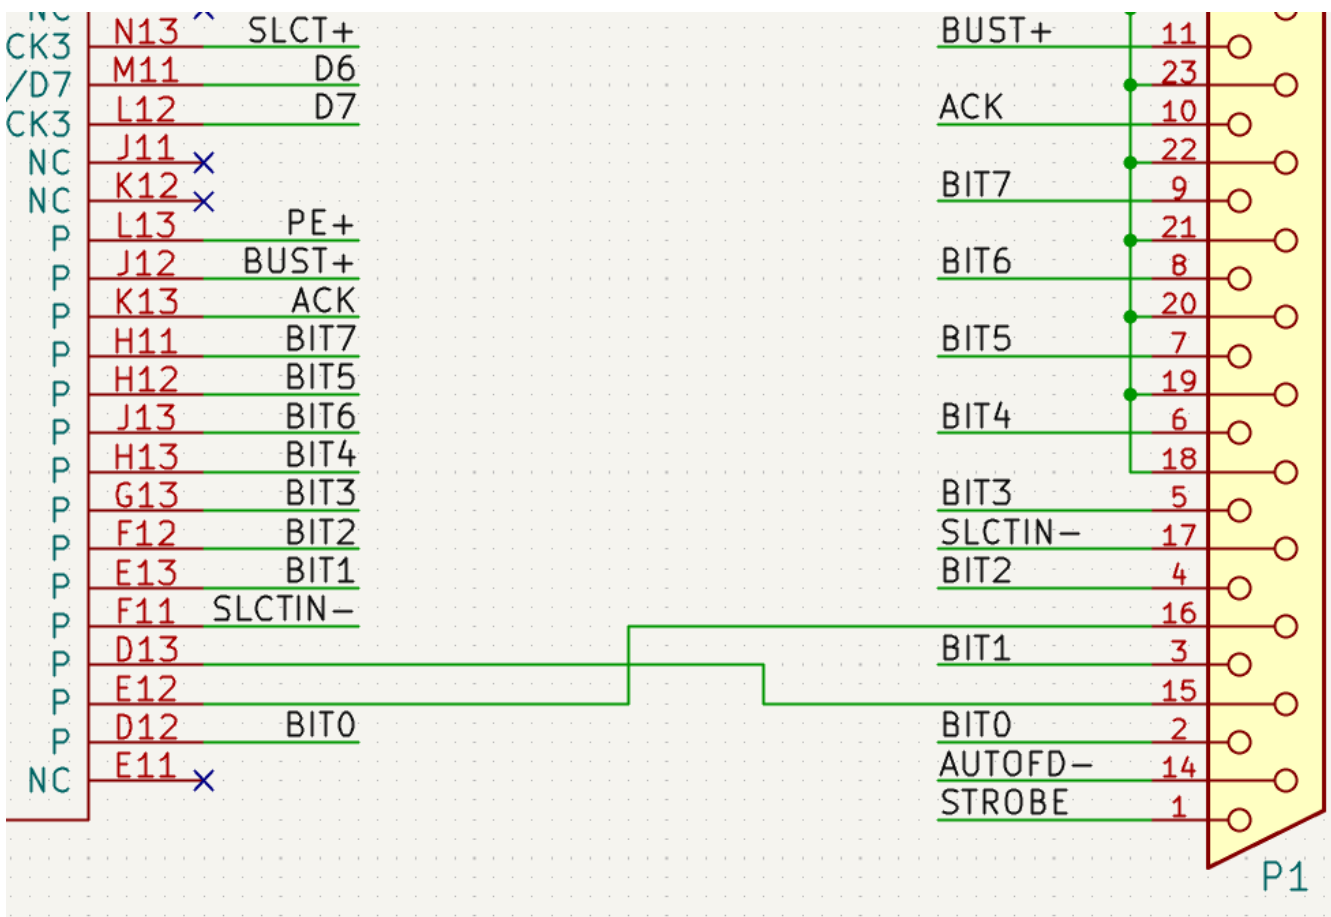 NC
CK3 N13 SLCT+ BUST+ 11
/D7 M11 D6 23
CK3 L12 D7 ACK 10
NC J11 22
NC K12 BIT7 9
P L13 PE+ 21
P J12 BUST+ BIT6 8
P K13 ACK 20
P H11 BIT7 BIT5 7
P H12 BIT5 19
P J13 BIT6 BIT4 6
P H13 BIT4 18
P G13 BIT3 BIT3 5
P F12 BIT2 SLCTIN- 17
P E13 BIT1 BIT2 4
P F11 SLCTIN- 16
P D13 BIT1 3
P E12 15
P D12 BIT0 BIT0 2
NC E11 AUTOFD- 14
STROBE 1
P1